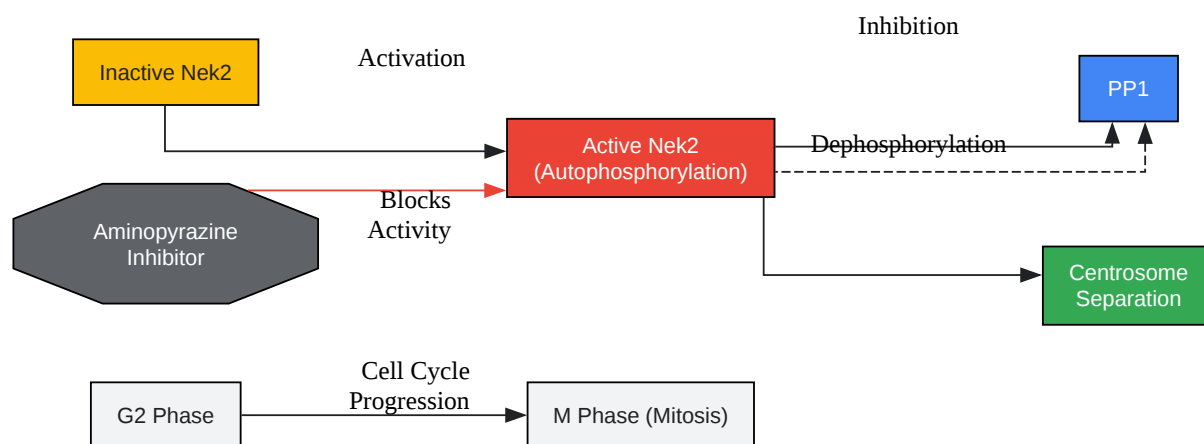 Inhibition
Inactive Nek2
Activation
PP1
Active Nek2
(Autophosphorylation)
Dephosphorylation
Blocks
Activity
Aminopyrazine
Inhibitor
Centrosome
Separation
Cell Cycle
Progression
G2 Phase
M Phase (Mitosis)